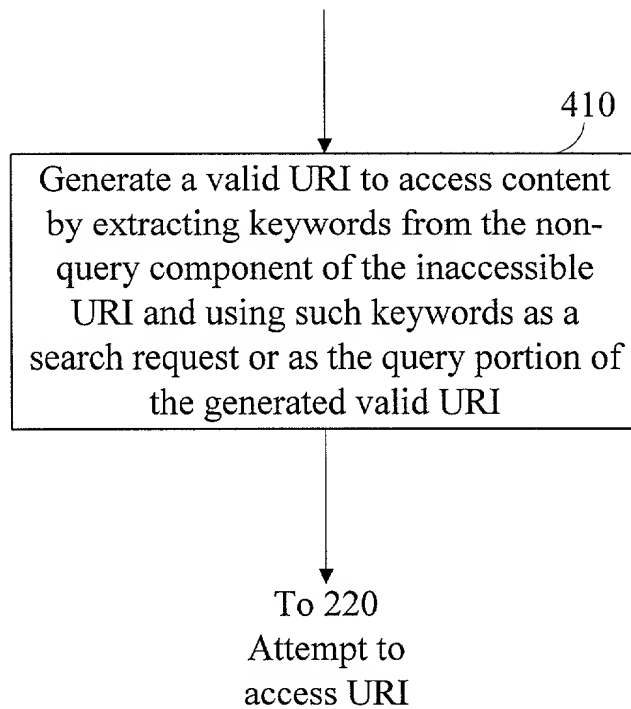 410
Generate a valid URI to access content
by extracting keywords from the non-
query component of the inaccessible
URI and using such keywords as a
search request or as the query portion of
the generated valid URI
To 220
Attempt to
access URI